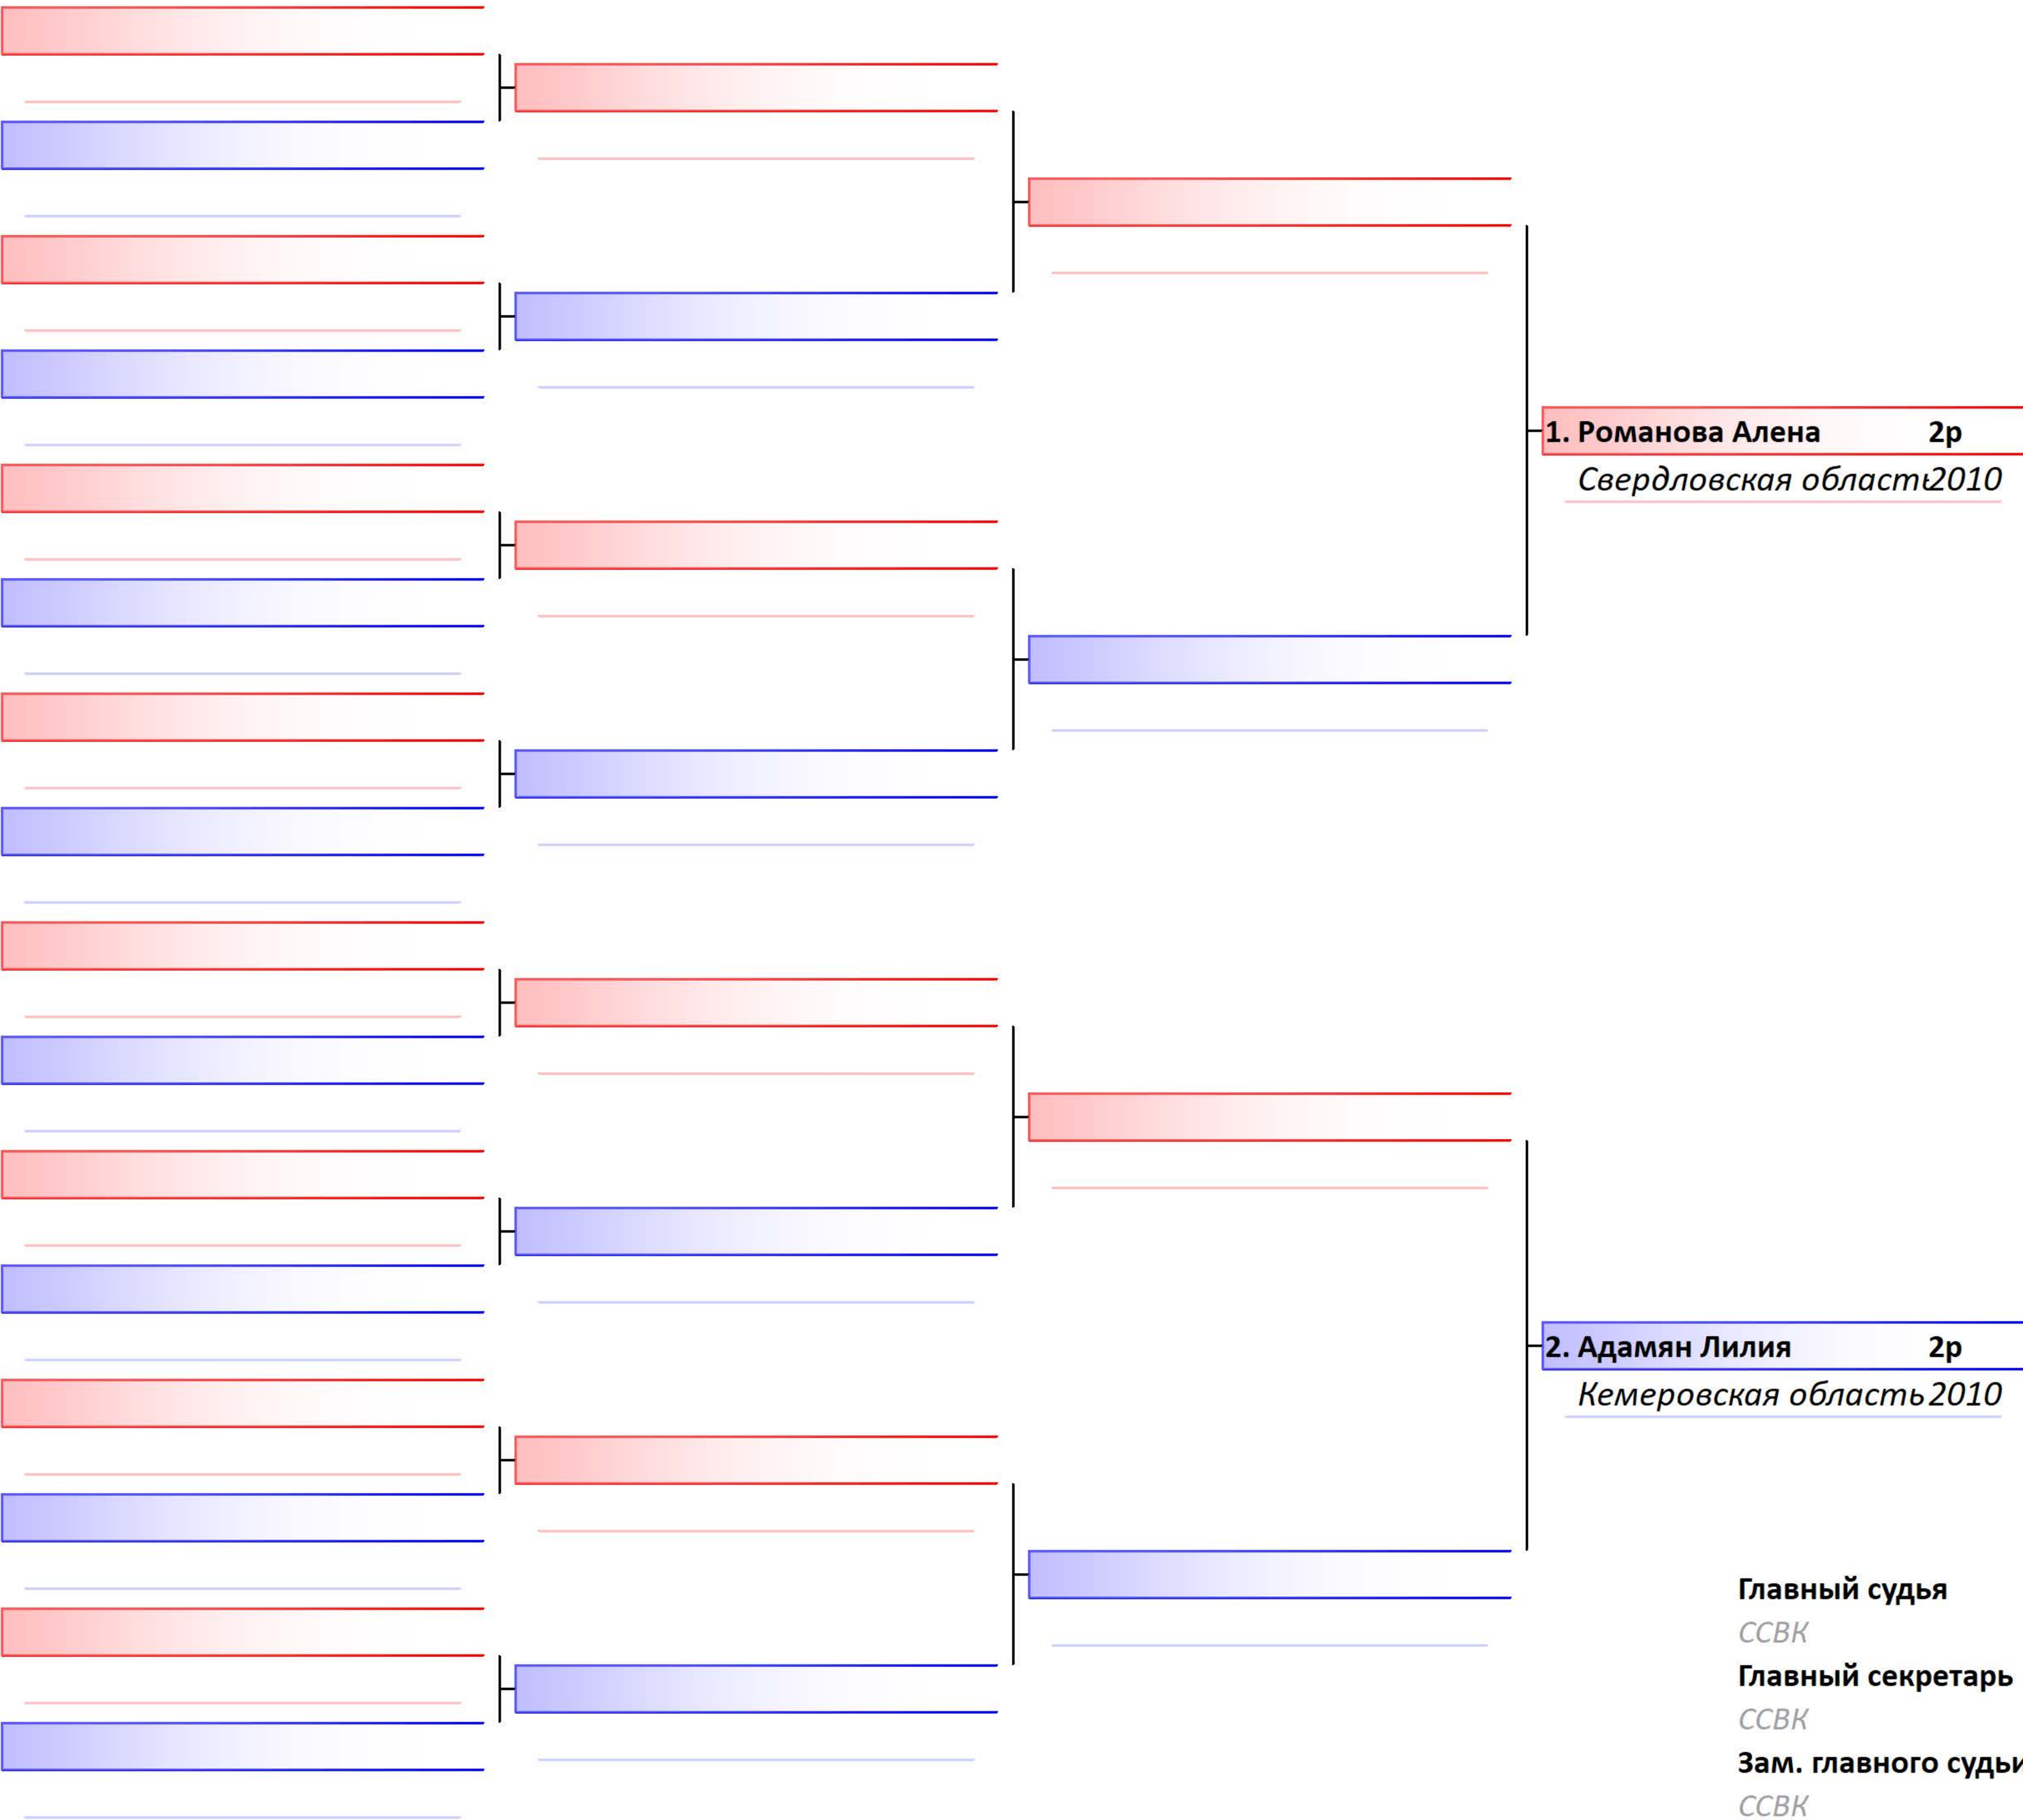 1. Романова Алена 2р
Свердловская область 2010
2. Адамян Лилия 2р
Кемеровская область 2010
Главный судья
ССВК
Главный секретарь
ССВК
Зам. главного судьи
ССВК